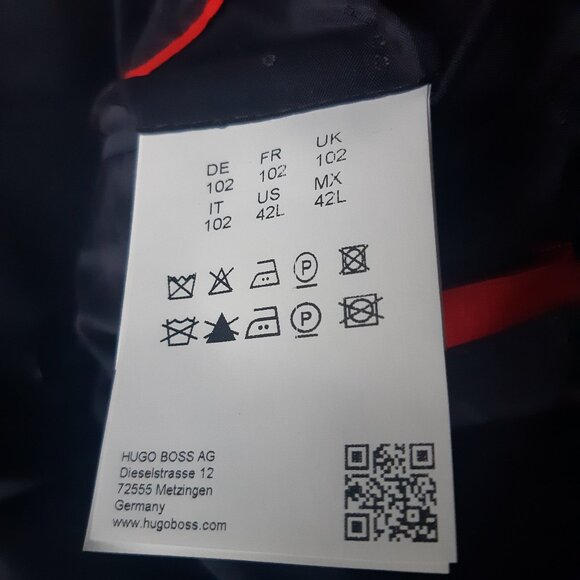 DE FR UK
102 102 102
IT US MX
102 42L 42L
P
P
HUGO BOSS AG
Dieselstrasse 12
72555 Metzingen
Germany
www.hugoboss.com